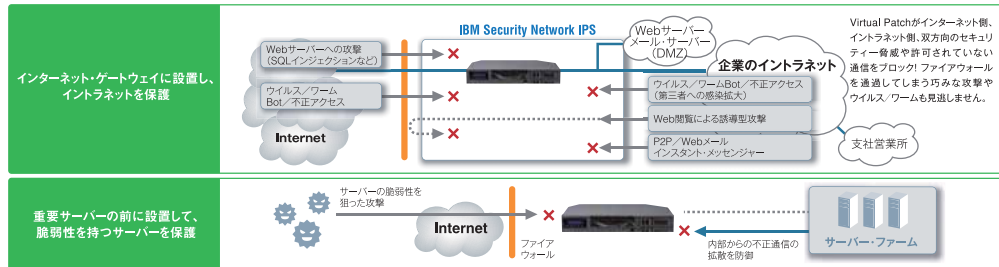 インターネット・ゲートウェイに設置し、
イントラネットを保護
Webサーバーへの攻撃
(SQLインジェクションなど)
ウイルス/ワーム
Bot/不正アクセス
Internet
IBM Security Network IPS
Webサーバー
メール・サーバー
(DMZ)
企業のイントラネット
ウイルス/ワームBot/不正アクセス
(第三者への感染拡大)
Web閲覧による誘導型攻撃
P2P/Webメール
インスタント・メッセンジャー
支社営業所
Virtual Patchがインターネット側、
イントラネット側、双方向のセキュリ
ティー脅威や許可されていない
通信をブロック! ファイアウォール
を通過してしまう巧みな攻撃や
ウイルス/ワームも見逃しません。
重要サーバーの前に設置して、
脆弱性を持つサーバーを保護
サーバーの脆弱性を
狙った攻撃
Internet
ファイア
ウォール
内部からの不正通信の
拡散を防御
サーバー・ファーム